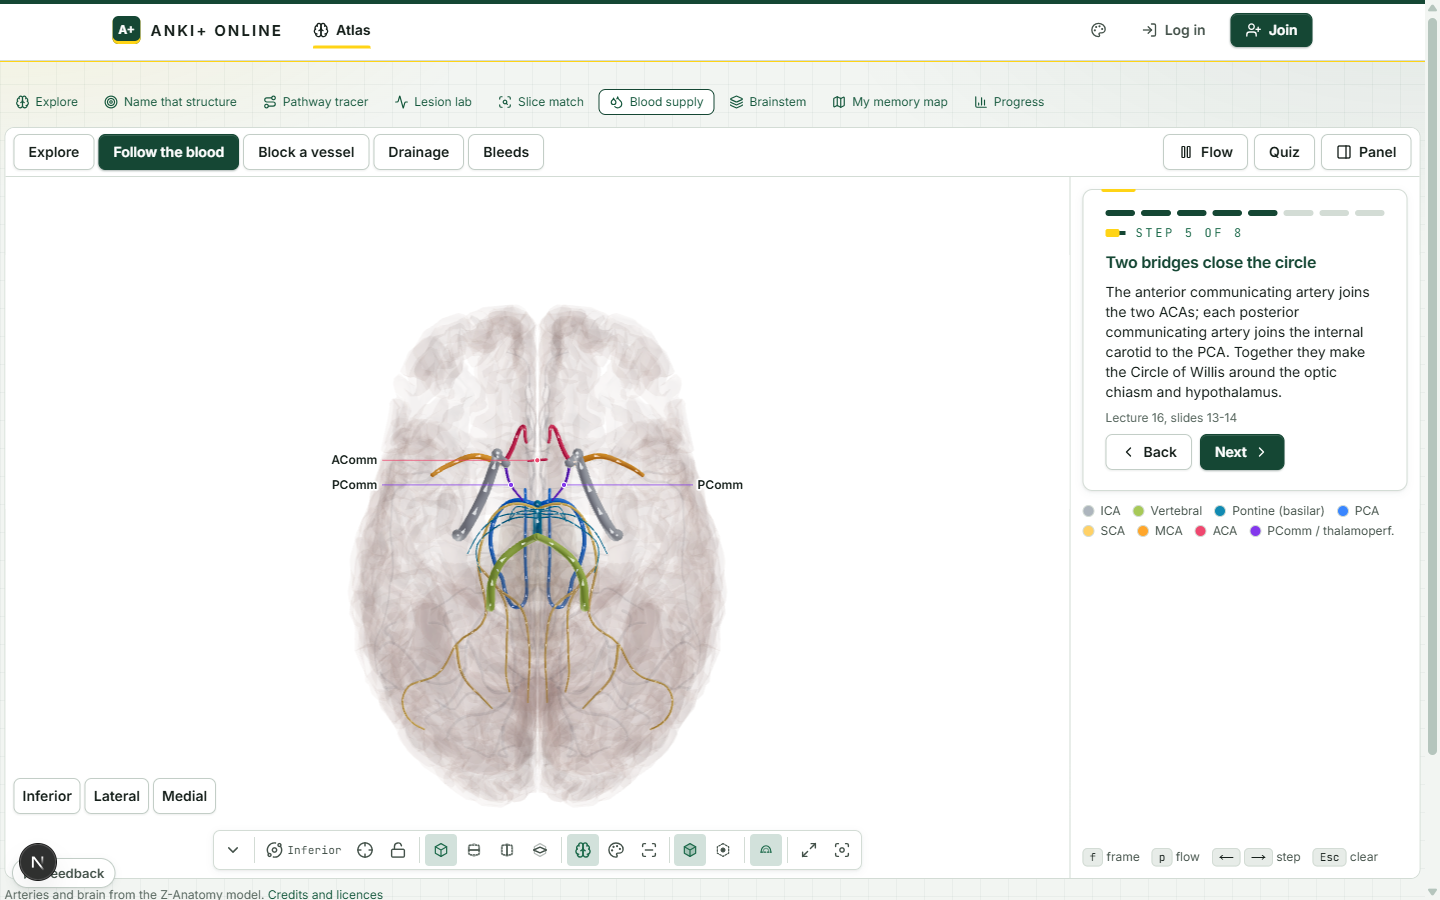 A+ ANKI+ ONLINE Atlas Log in Join
Explore Name that structure Pathway tracer Lesion lab Slice match Blood supply Brainstem My memory map Progress
Explore Follow the blood Block a vessel Drainage Bleeds Flow Quiz Panel
STEP 5 OF 8
Two bridges close the circle
The anterior communicating artery joins
the two ACAs; each posterior
communicating artery joins the internal
carotid to the PCA. Together they make
the Circle of Willis around the optic
chiasm and hypothalamus.
Lecture 16, slides 13-14
Back Next
ICA Vertebral Pontine (basilar) PCA
SCA MCA ACA PComm / thalamoperf.
AComm
PComm PComm
Inferior Lateral Medial
Inferior
f frame p flow ← → step Esc clear
N eedback
Arteries and brain from the Z-Anatomy model. Credits and licences